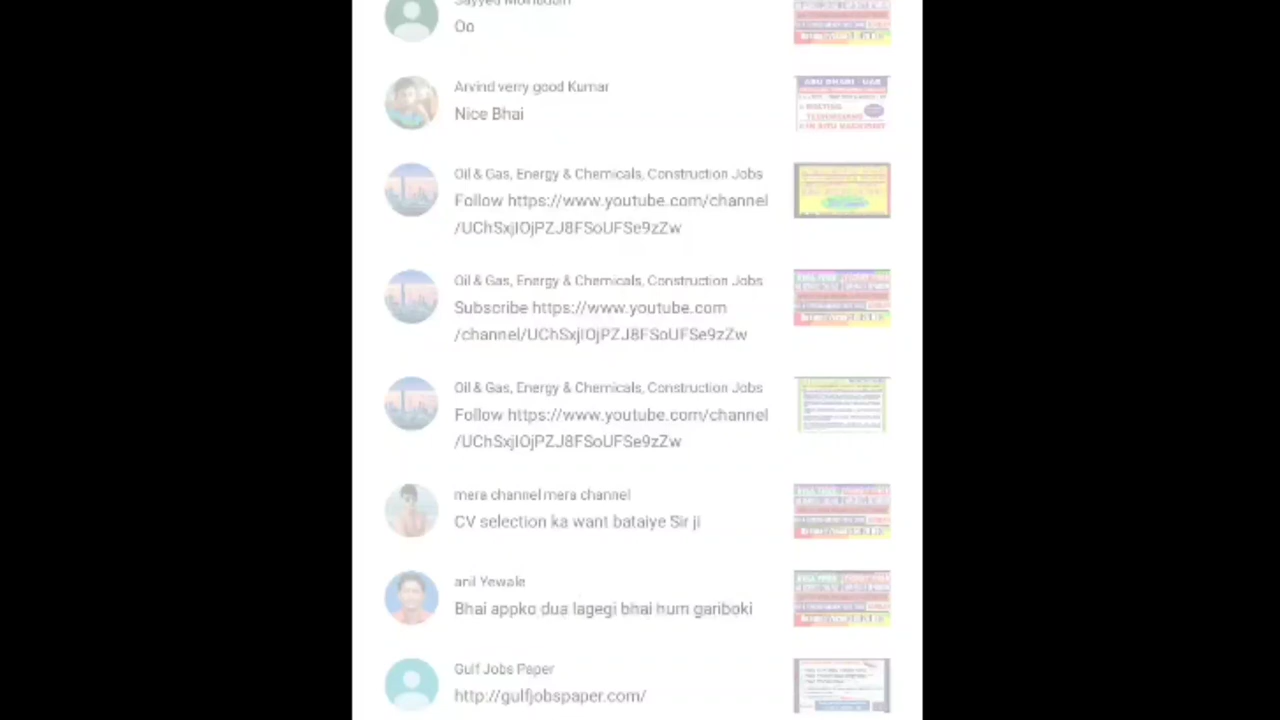 Oo
Arvind verry good Kumar
Nice Bhai
ABU DHABI - UAE
Oil & Gas, Energy & Chemicals, Construction Jobs
Follow https://www.youtube.com/channel
/UChSxjIOjPZJ8FSoUFSe9zZw
Oil & Gas, Energy & Chemicals, Construction Jobs
Subscribe https://www.youtube.com
/channel/UChSxjIOjPZJ8FSoUFSe9zZw
Oil & Gas, Energy & Chemicals, Construction Jobs
Follow https://www.youtube.com/channel
/UChSxjIOjPZJ8FSoUFSe9zZw
mera channel mera channel
CV selection ka want bataiye Sir ji
anil Yewale
Bhai appko dua lagegi bhai hum gariboki
Gulf Jobs Paper
http://gulfjobspaper.com/